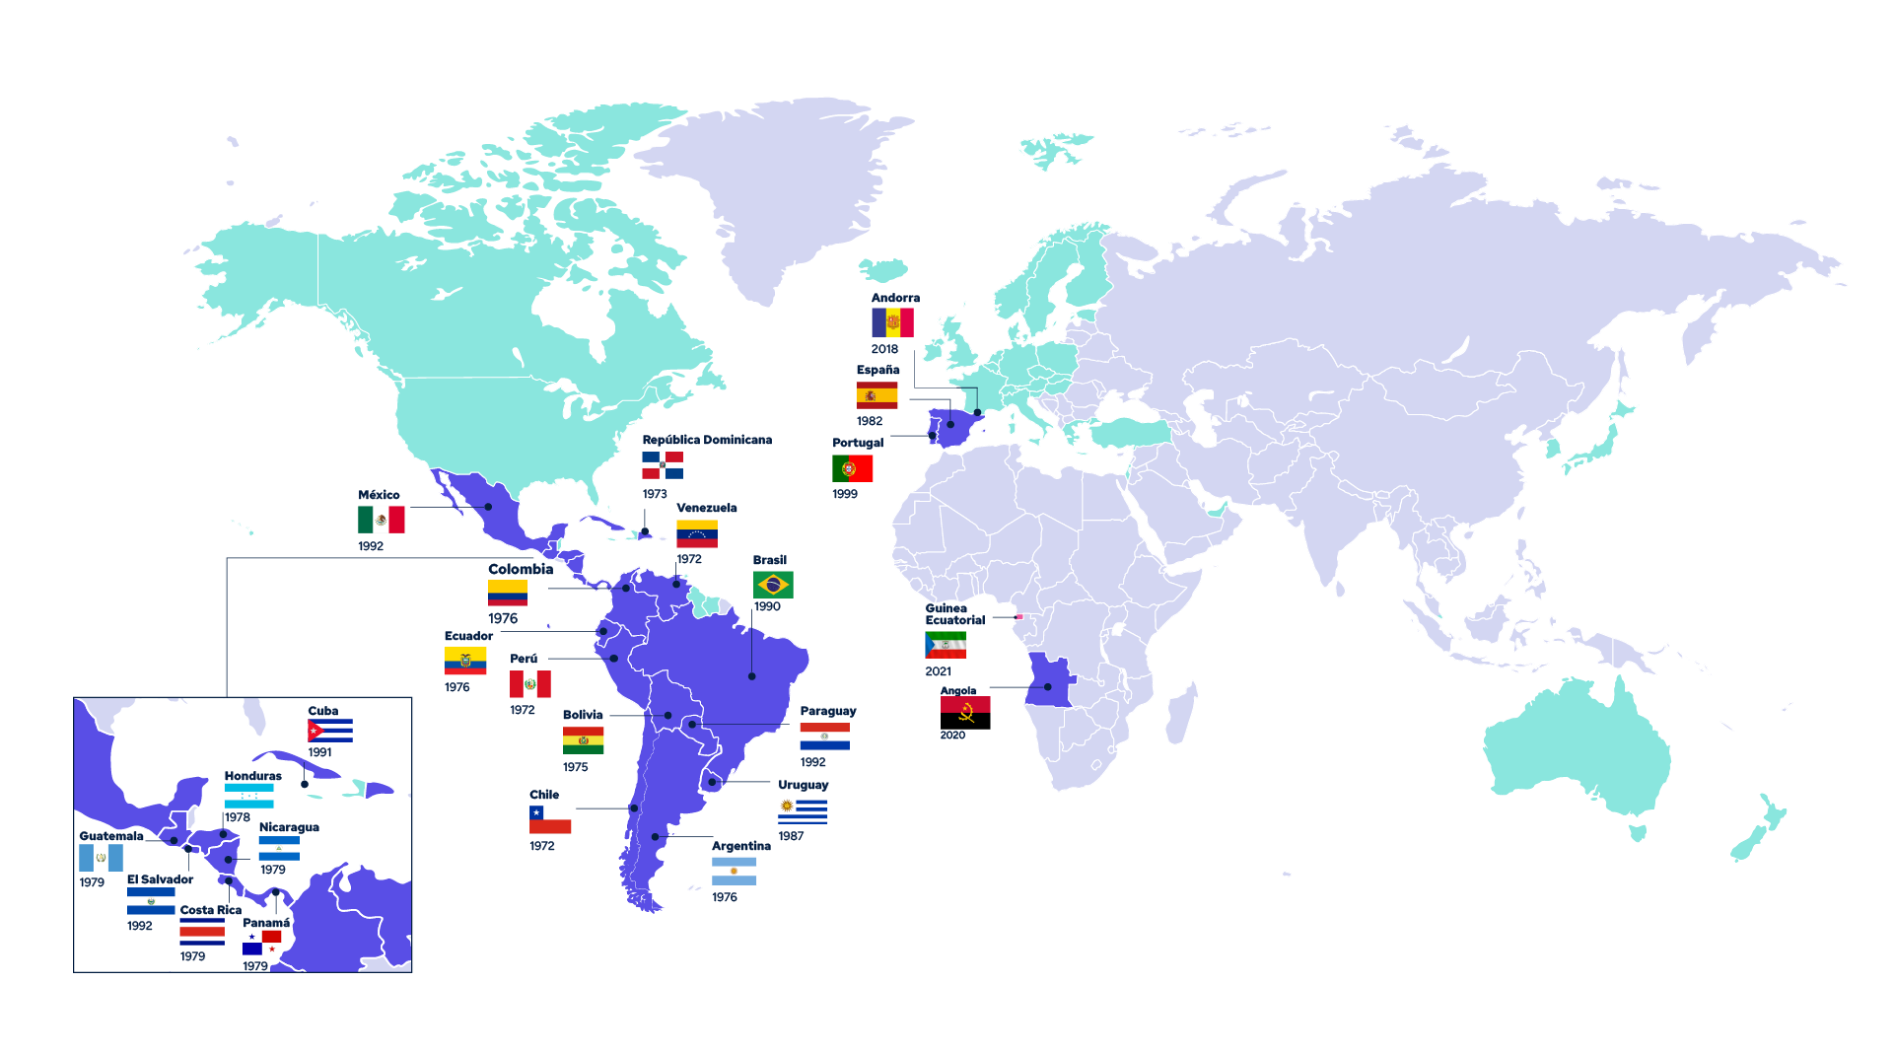 Andorra
2018
España
1982
Portugal
1999
República Dominicana
1973
México
1992
Venezuela
1972
Brasil
1990
Colombia
1976
Ecuador
1976
Perú
1972
Bolivia
1975
Paraguay
1992
Chile
1972
Uruguay
1987
Argentina
1976
Guinea
Ecuatorial
2021
Angola
2020
Cuba
1991
Honduras
1978
Nicaragua
1979
Guatemala
1979
El Salvador
1992
Costa Rica
1979
Panamá
1979